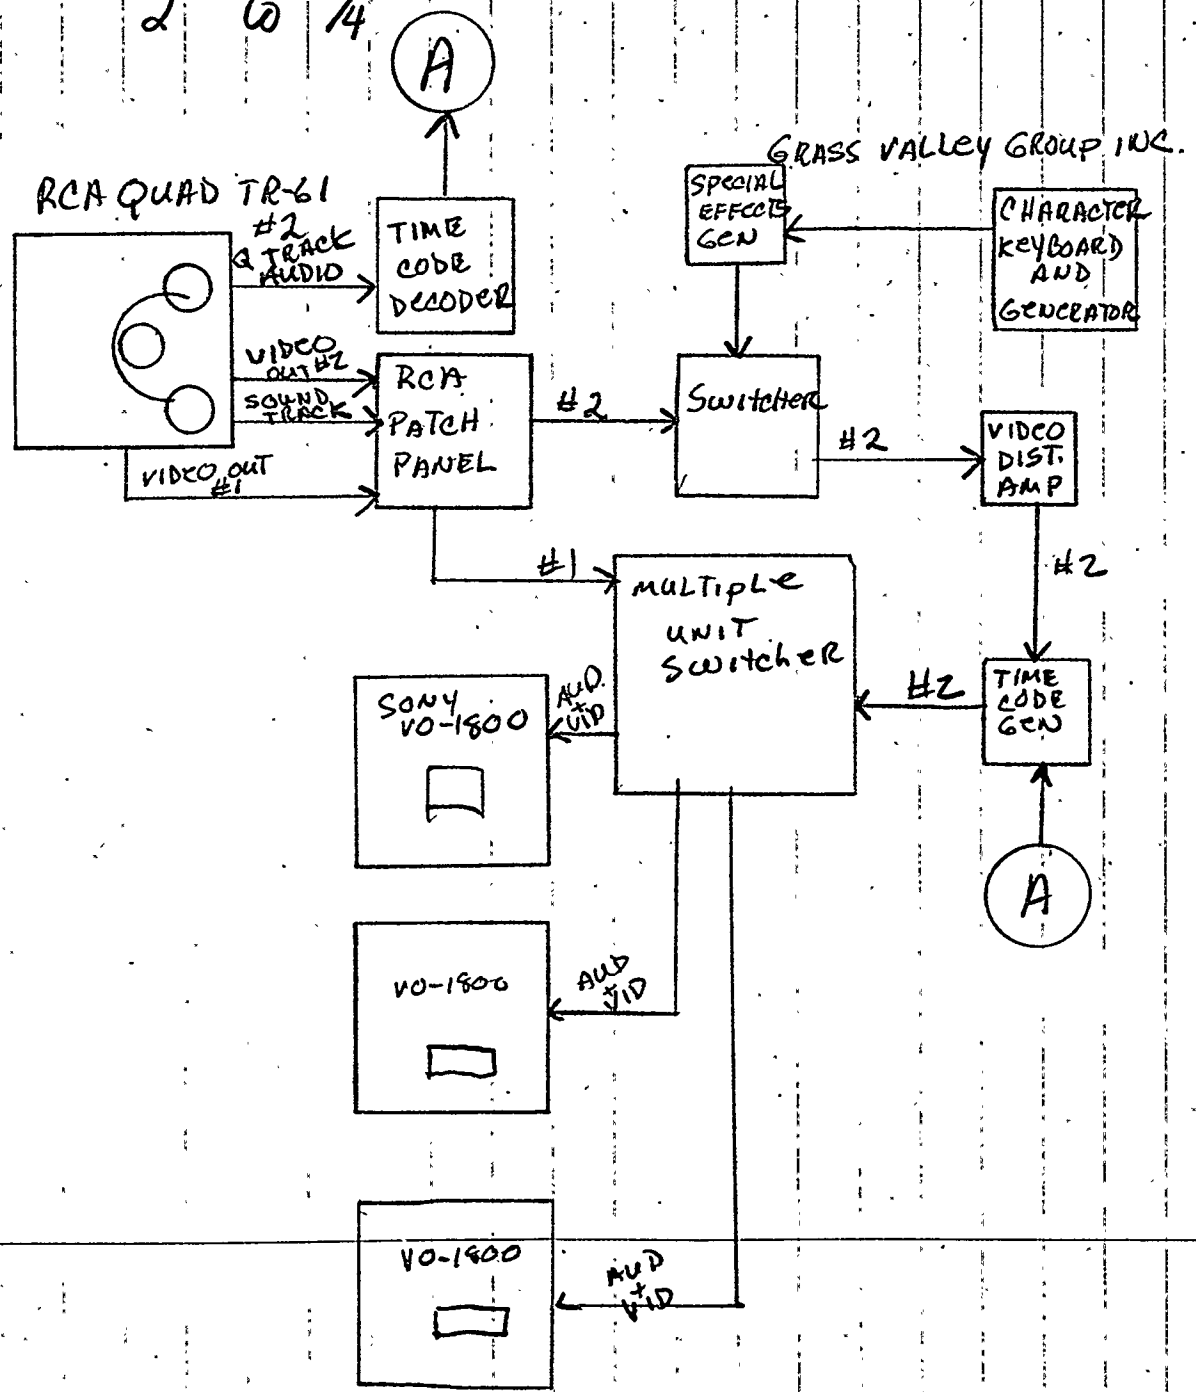 2 to 3/4
A
GRASS VALLEY GROUP INC.
RCA QUAD TR-61
SPECIAL
EFFECTS
GEN
CHARACTER
KEYBOARD
AND
GENERATOR
#2
Q TRACK
AUDIO
TIME
CODE
DECODER
VIDEO
OUT #2
SOUND
TRACK
VIDEO OUT
#1
RCA
PATCH
PANEL
#2
SWITCHER
#2
VIDEO
DIST.
AMP
#2
#1
MULTIPLE
UNIT
SWITCHER
#2
TIME
CODE
GEN
A
SONY
VO-1800
AUD.
+
VID
VO-1800
AUD
+
VID
VO-1800
AUD
+
VID